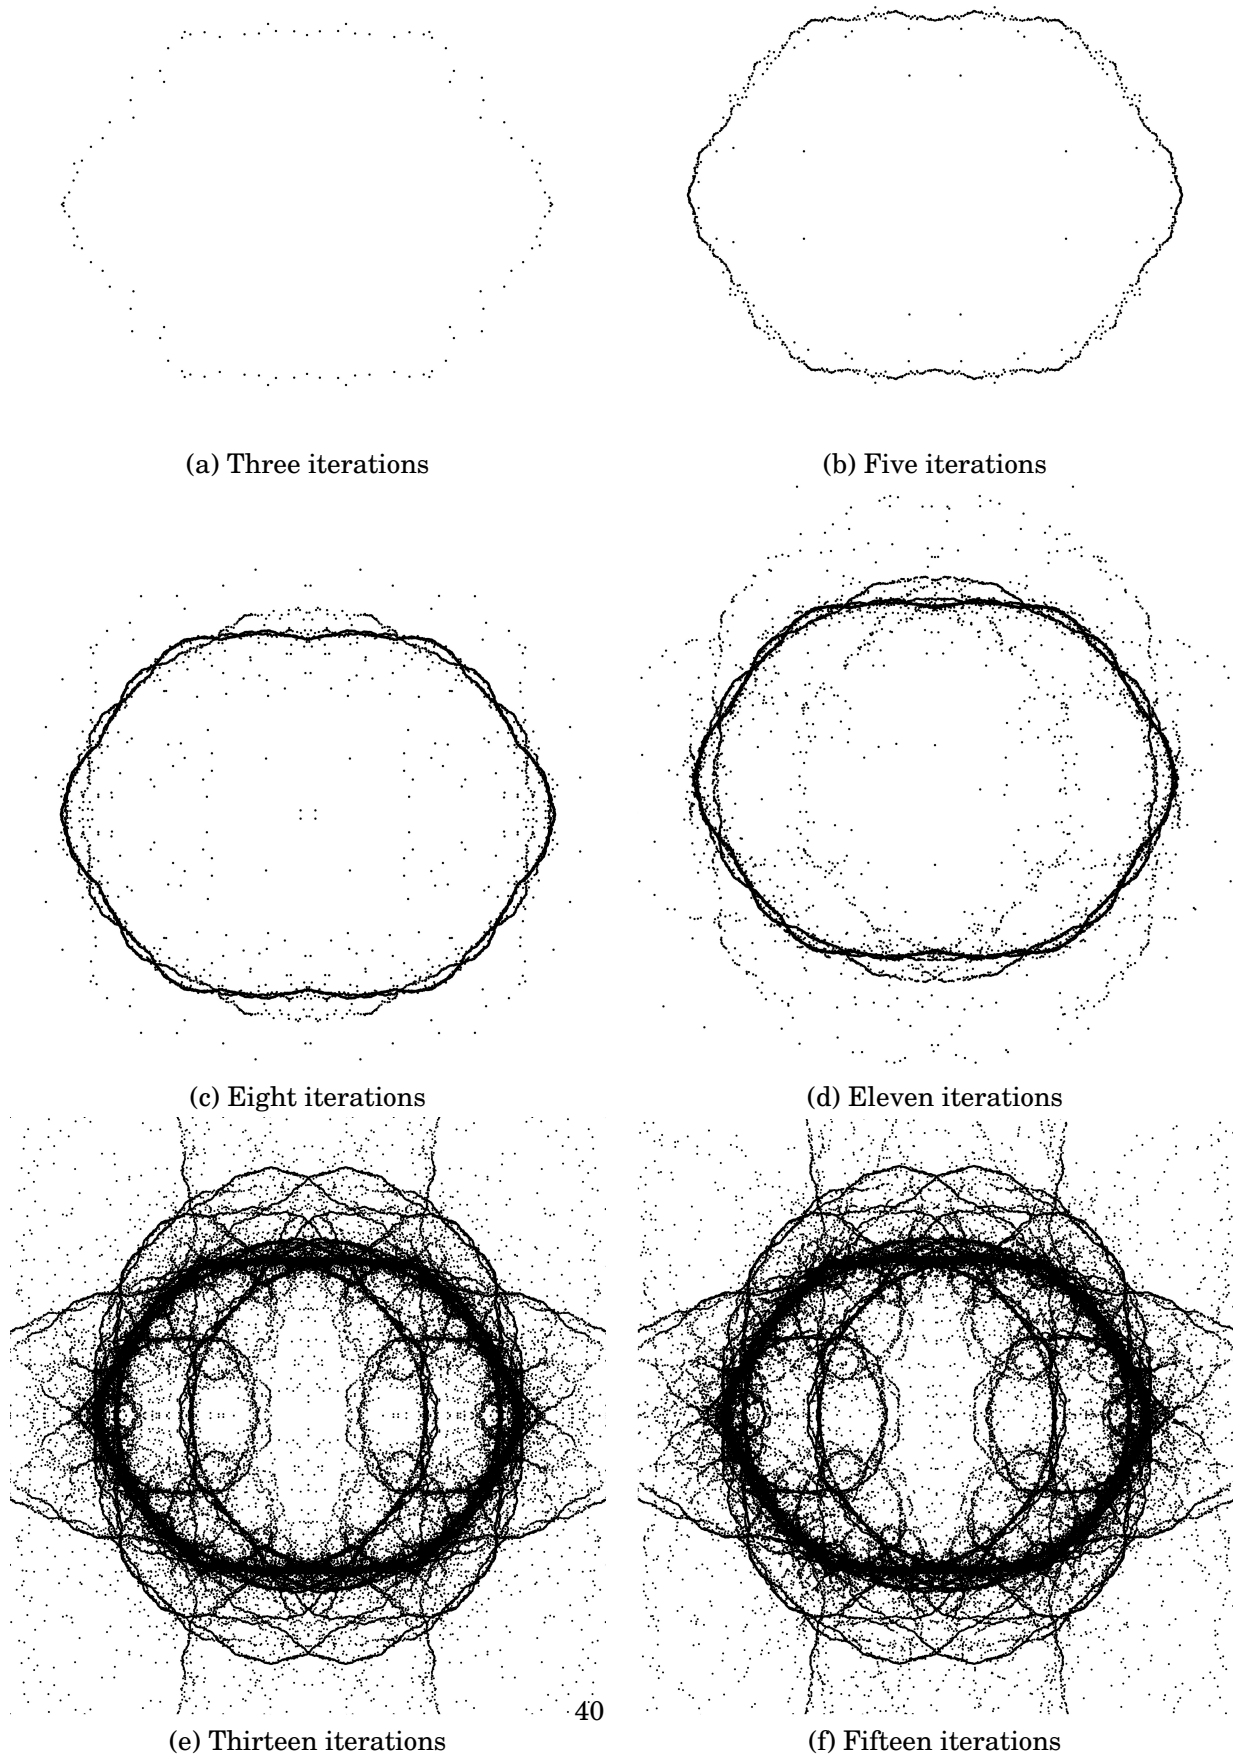 (a) Three iterations
(b) Five iterations
(c) Eight iterations
(d) Eleven iterations
40
(e) Thirteen iterations
(f) Fifteen iterations